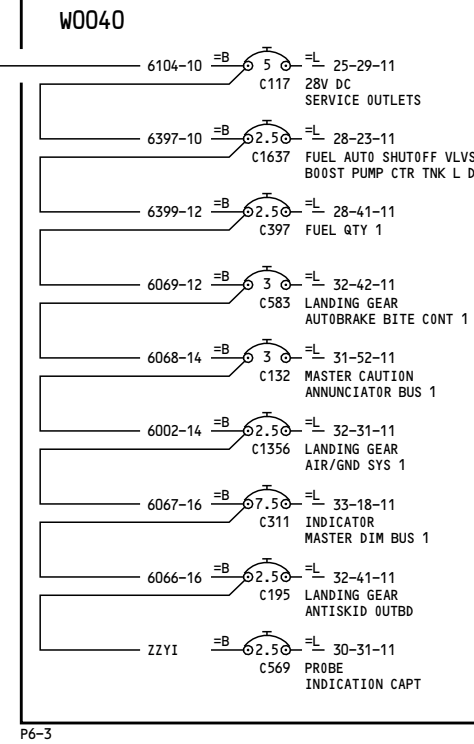 W0040
6104-10 =B 5 =L 25-29-11
C117 28V DC
SERVICE OUTLETS
6397-10 =B 2.5 =L 28-23-11
C1637 FUEL AUTO SHUTOFF VLVS
BOOST PUMP CTR TNK L D
6399-12 =B 2.5 =L 28-41-11
C397 FUEL QTY 1
6069-12 =B 3 =L 32-42-11
C583 LANDING GEAR
AUTOBRAKE BITE CONT 1
6068-14 =B 3 =L 31-52-11
C132 MASTER CAUTION
ANNUNCIATOR BUS 1
6002-14 =B 2.5 =L 32-31-11
C1356 LANDING GEAR
AIR/GND SYS 1
6067-16 =B 7.5 =L 33-18-11
C311 INDICATOR
MASTER DIM BUS 1
6066-16 =B 2.5 =L 32-41-11
C195 LANDING GEAR
ANTISKID OUTBD
ZZYI =B 2.5 =L 30-31-11
C569 PROBE
INDICATION CAPT
P6-3